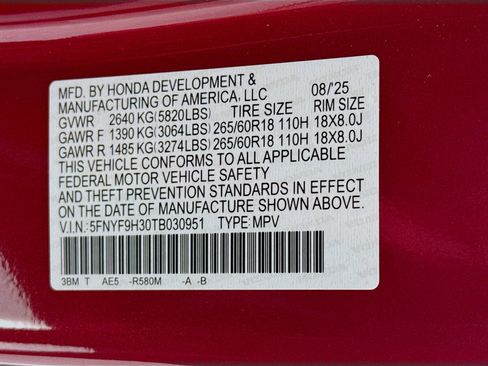 MFD. BY HONDA DEVELOPMENT & 08/'25
MANUFACTURING OF AMERICA, LLC
GVWR 2640 KG(5820LBS) TIRE SIZE RIM SIZE
GAWR F 1390 KG(3064LBS) 265/60R18 110H 18X8.0J
GAWR R 1485 KG(3274LBS) 265/60R18 110H 18X8.0J
THIS VEHICLE CONFORMS TO ALL APPLICABLE
FEDERAL MOTOR VEHICLE SAFETY
AND THEFT PREVENTION STANDARDS IN EFFECT
ON THE DATE OF MANUFACTURE SHOWN ABOVE.
V.I.N.: 5FNYF9H30TB030951 TYPE: MPV
3BM T AE5 -R580M -A -B